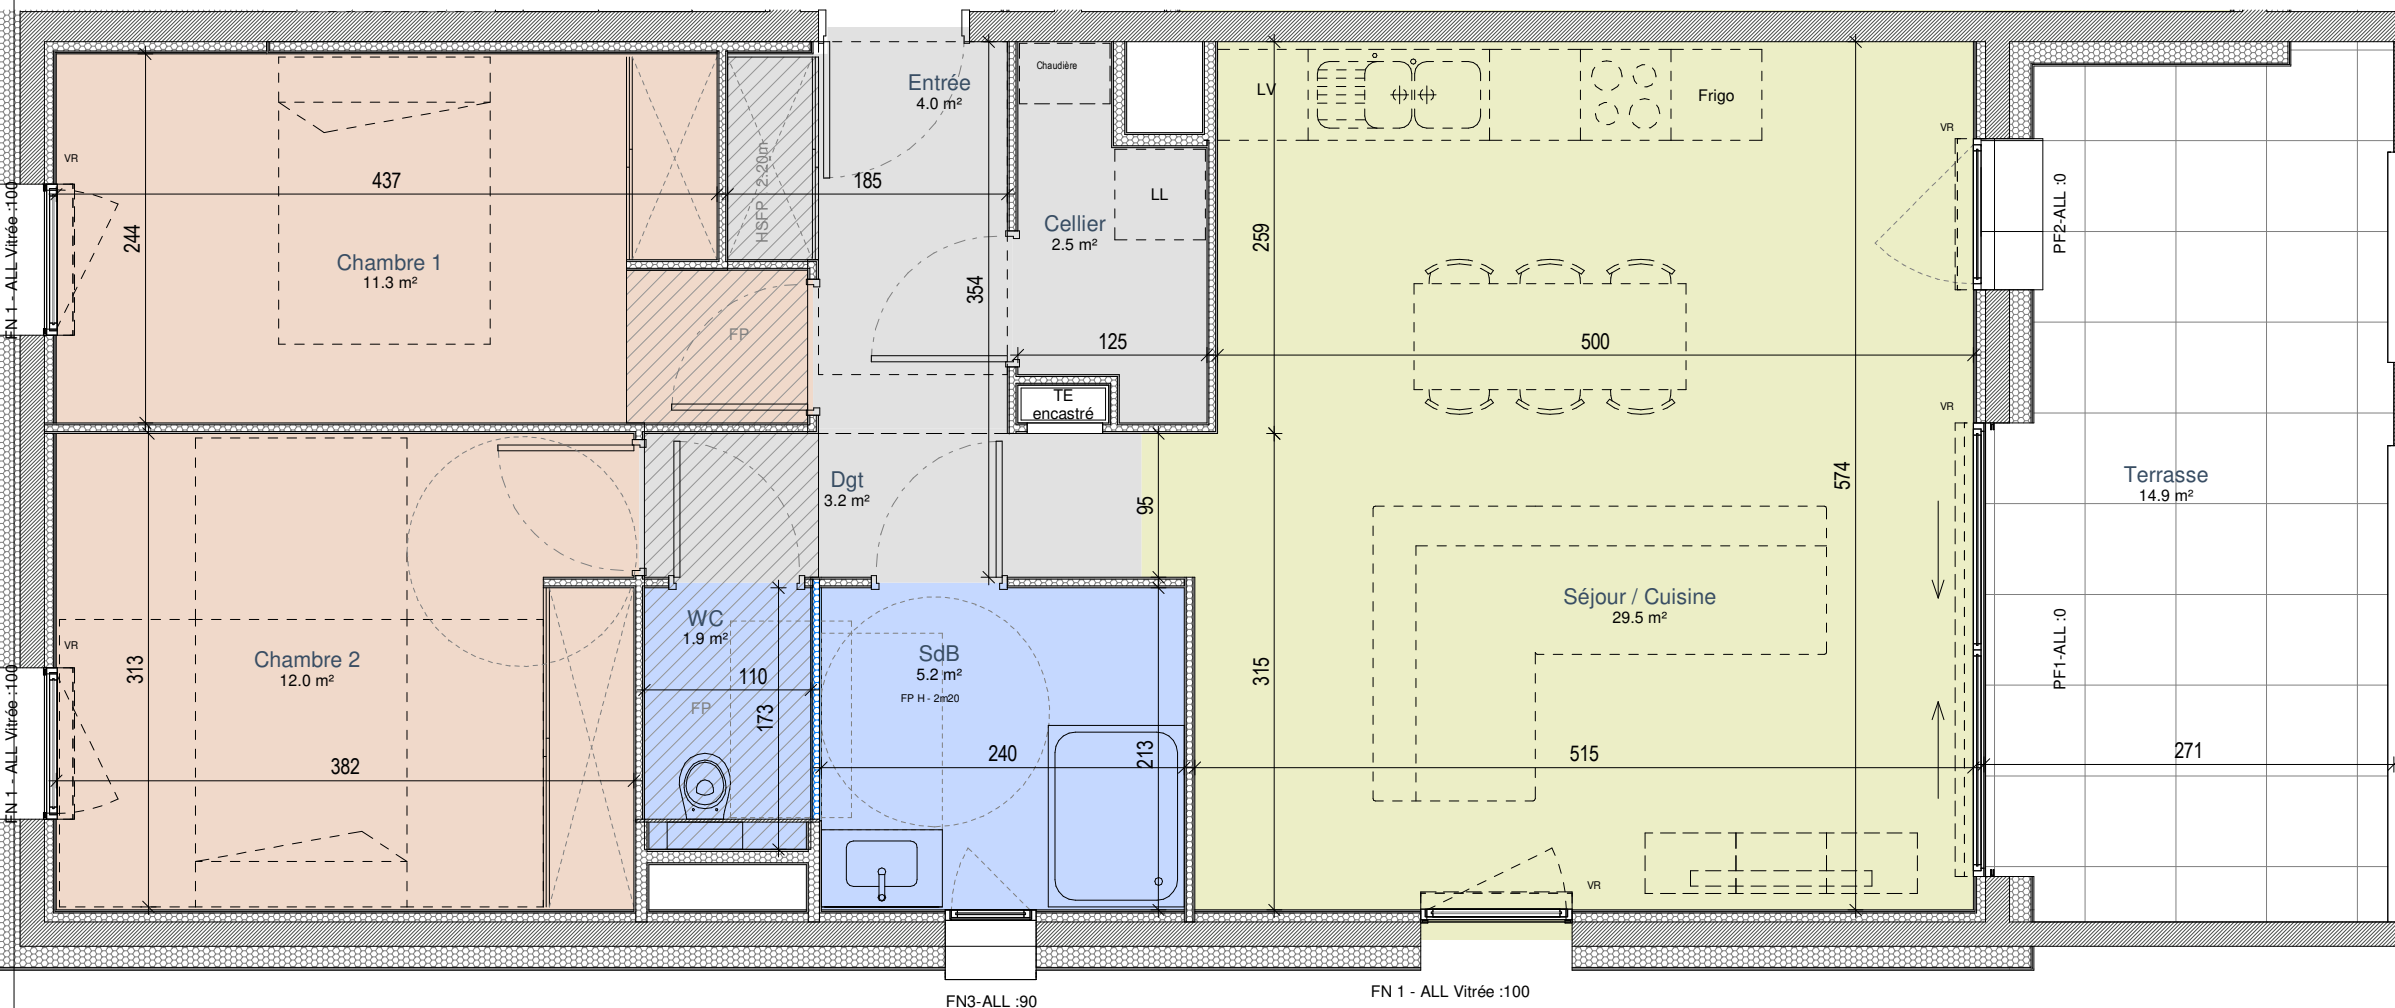 Entrée
4.0 m²
Chaudière
LV
Frigo
VR
VR
HSFP 2.20m
437
185
LL
FN 1 - ALL Vitrée :100
244
Chambre 1
11.3 m²
Cellier
2.5 m²
259
PF2-ALL :0
354
FP
125
500
TE
encastré
VR
Dgt
3.2 m²
95
574
Terrasse
14.9 m²
WC
1.9 m²
Séjour / Cuisine
29.5 m²
VR
Chambre 2
12.0 m²
313
SdB
5.2 m²
FP H - 2m20
110
FP
173
315
PF1-ALL :0
FN 1 - ALL Vitrée :100
382
240
213
515
271
VR
FN3-ALL :90
FN 1 - ALL Vitrée :100